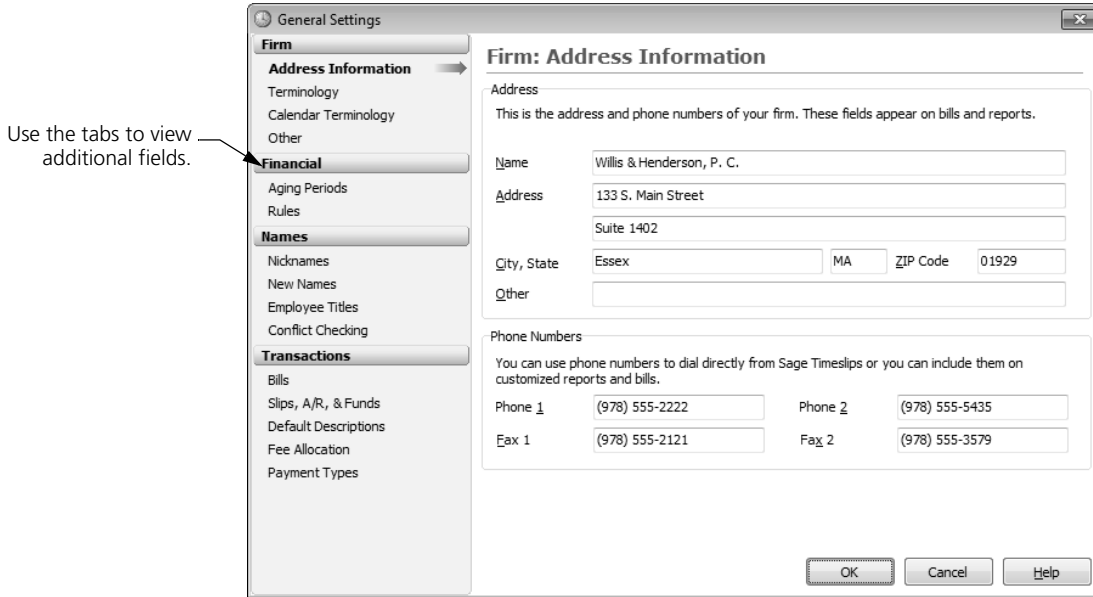 General Settings
Use the tabs to view
additional fields.
Firm
Address Information
Terminology
Calendar Terminology
Other
Financial
Aging Periods
Rules
Names
Nicknames
New Names
Employee Titles
Conflict Checking
Transactions
Bills
Slips, A/R, & Funds
Default Descriptions
Fee Allocation
Payment Types
Firm: Address Information
Address
This is the address and phone numbers of your firm. These fields appear on bills and reports.
Name Willis & Henderson, P. C.
Address 133 S. Main Street
Suite 1402
City, State Essex MA ZIP Code 01929
Other
Phone Numbers
You can use phone numbers to dial directly from Sage Timeslips or you can include them on
customized reports and bills.
Phone 1 (978) 555-2222 Phone 2 (978) 555-5435
Fax 1 (978) 555-2121 Fax 2 (978) 555-3579
OK Cancel Help